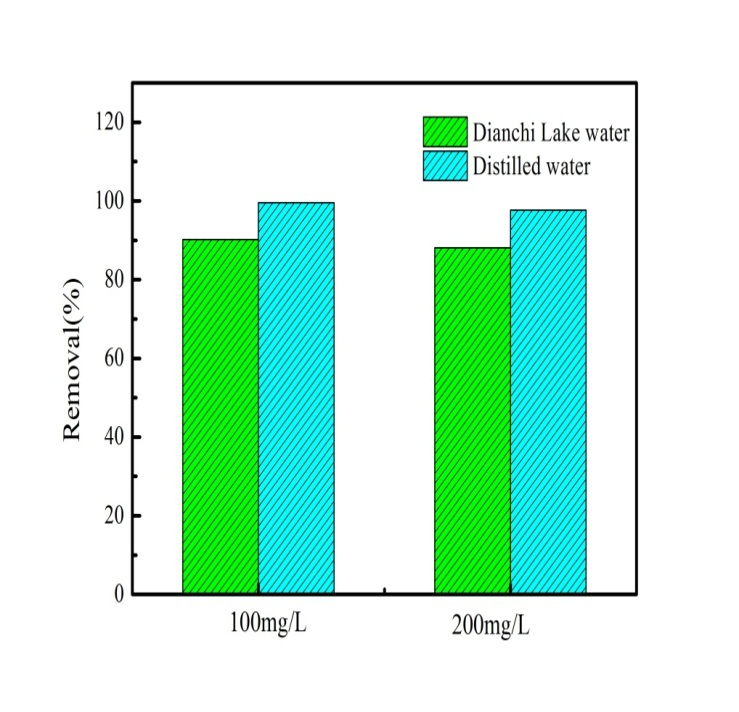 120
100
80
60
40
20
0
Removal(%)
Dianchi Lake water
Distilled water
100mg/L
200mg/L